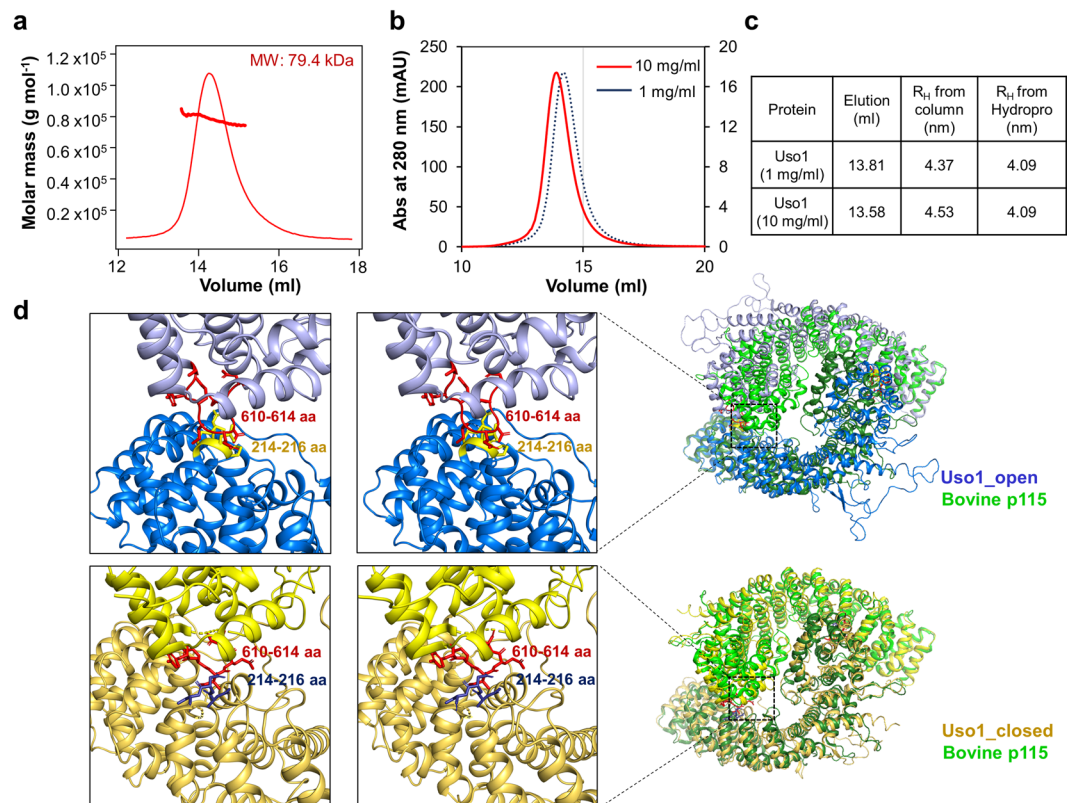 a
Molar mass (g mol-1)
1.2 x10⁵
1.0 x10⁵
0.8 x10⁵
0.6 x10⁵
0.4 x10⁵
0.2 x10⁵
MW: 79.4 kDa
12 14 16 18
Volume (ml)
b
Abs at 280 nm (mAU)
250
200
150
100
50
0
10 mg/ml
1 mg/ml
20
16
12
8
4
0
10 15 20
Volume (ml)
c
Protein
Elution
(ml)
RH from
column
(nm)
RH from
Hydropro
(nm)
Uso1
(1 mg/ml)
13.81
4.37
4.09
Uso1
(10 mg/ml)
13.58
4.53
4.09
d
610-614 aa
214-216 aa
610-614 aa
214-216 aa
Uso1_open
Bovine p115
610-614 aa
214-216 aa
610-614 aa
214-216 aa
Uso1_closed
Bovine p115